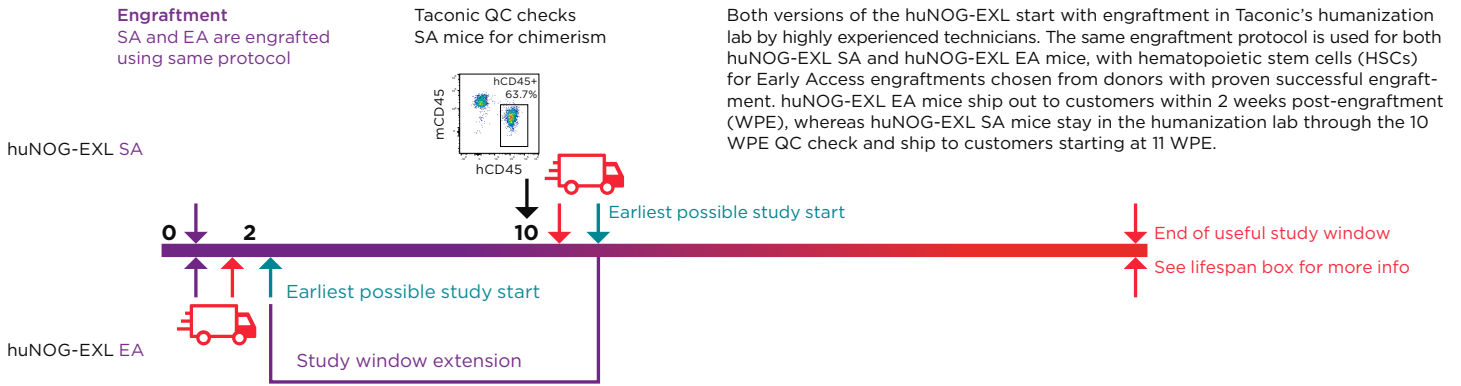 Engraftment
SA and EA are engrafted
using same protocol
Taconic QC checks
SA mice for chimerism
Both versions of the huNOG-EXL start with engraftment in Taconic's humanization
lab by highly experienced technicians. The same engraftment protocol is used for both
huNOG-EXL SA and huNOG-EXL EA mice, with hematopoietic stem cells (HSCs)
for Early Access engraftments chosen from donors with proven successful engraft-
ment. huNOG-EXL EA mice ship out to customers within 2 weeks post-engraftment
(WPE), whereas huNOG-EXL SA mice stay in the humanization lab through the 10
WPE QC check and ship to customers starting at 11 WPE.
hCD45+
63.7%
mCD45
hCD45
huNOG-EXL SA
Earliest possible study start
0
2
10
End of useful study window
See lifespan box for more info
Earliest possible study start
huNOG-EXL EA
Study window extension